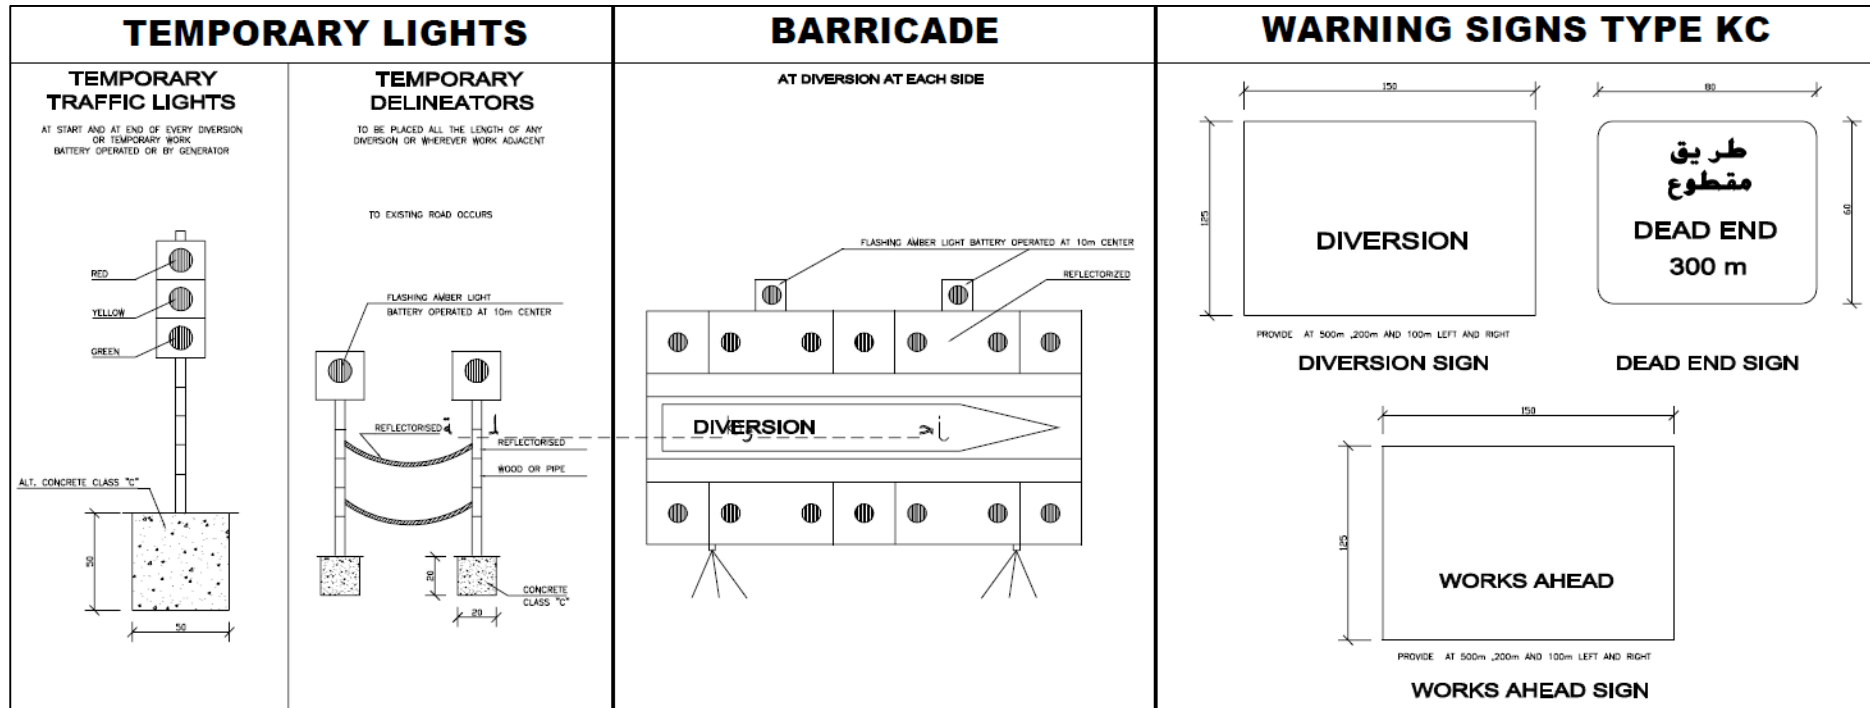 TEMPORARY LIGHTS
TEMPORARY
TRAFFIC LIGHTS
AT START AND AT END OF EVERY DIVERSION
OR TEMPORARY WORK
BATTERY OPERATED OR BY GENERATOR
RED
YELLOW
GREEN
ALT. CONCRETE CLASS "C"
50
50
TEMPORARY
DELINEATORS
TO BE PLACED ALL THE LENGTH OF ANY
DIVERSION OR WHEREVER WORK ADJACENT
TO EXISTING ROAD OCCURS
FLASHING AMBER LIGHT
BATTERY OPERATED AT 10m CENTER
REFLECTORISED
REFLECTORISED
WOOD OR PIPE
20
CONCRETE
CLASS "C"
20
BARRICADE
AT DIVERSION AT EACH SIDE
FLASHING AMBER LIGHT BATTERY OPERATED AT 10m CENTER
REFLECTORIZED
DIVERSION
WARNING SIGNS TYPE KC
150
125
DIVERSION
PROVIDE AT 500m ,200m AND 100m LEFT AND RIGHT
DIVERSION SIGN
80
60
طريق
مقطوع
DEAD END
300 m
DEAD END SIGN
150
125
WORKS AHEAD
PROVIDE AT 500m ,200m AND 100m LEFT AND RIGHT
WORKS AHEAD SIGN